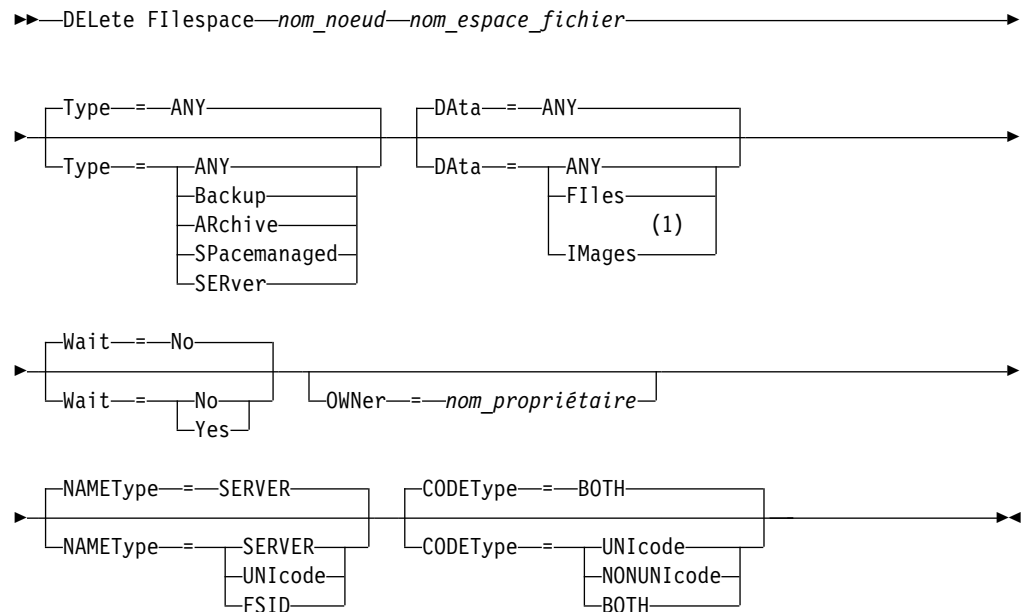 DELete FIlespace nom_noeud nom_espace_fichier
Type = ANY DAta = ANY
Type = ANY DAta = ANY
Backup FIles
ARchive (1)
SPacemanaged IMages
SERver
Wait = No
Wait = No OWNer = nom_propriétaire
Yes
NAMEType = SERVER CODEType = BOTH
NAMEType = SERVER CODEType = UNIcode
UNIcode NONUNIcode
FSID BOTH